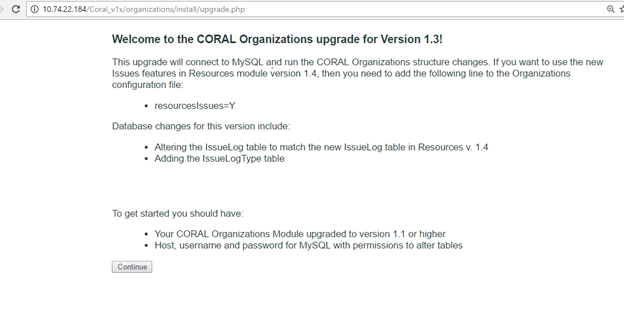 10.74.22.184/Coral_v1x/organizations/install/upgrade.php
Welcome to the CORAL Organizations upgrade for Version 1.3!
This upgrade will connect to MySQL and run the CORAL Organizations structure changes. If you want to use the new
Issues features in Resources module version 1.4, then you need to add the following line to the Organizations
configuration file:
• resourcesIssues=Y
Database changes for this version include:
• Altering the IssueLog table to match the new IssueLog table in Resources v. 1.4
• Adding the IssueLogType table
To get started you should have:
• Your CORAL Organizations Module upgraded to version 1.1 or higher
• Host, username and password for MySQL with permissions to alter tables
Continue